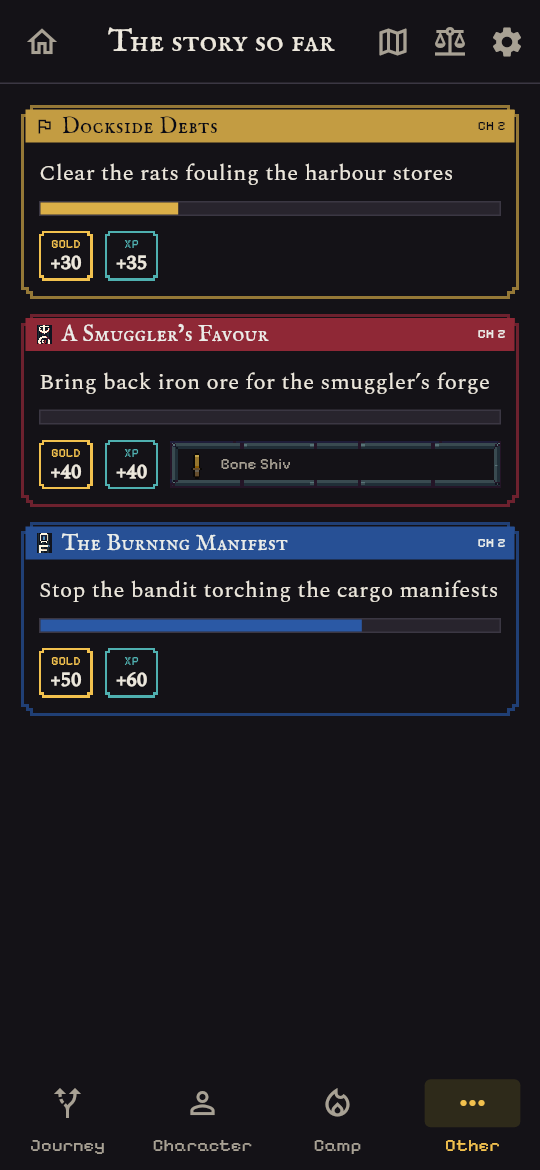 The story so far
Dockside Debts
CH 2
Clear the rats fouling the harbour stores
GOLD
+30
XP
+35
A Smuggler's Favour
CH 2
Bring back iron ore for the smuggler's forge
GOLD
+40
XP
+40
Bone Shiv
The Burning Manifest
CH 2
Stop the bandit torching the cargo manifests
GOLD
+50
XP
+60
Journey
Character
Camp
Other